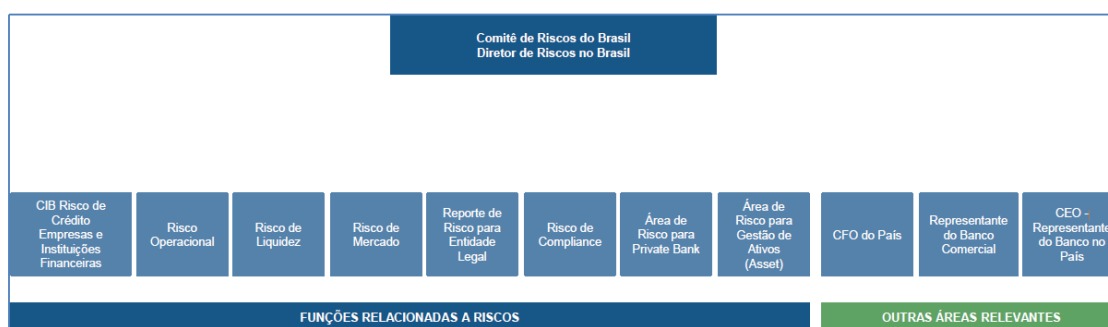 Comitê de Riscos do Brasil
Diretor de Riscos no Brasil
CIB Risco de
Crédito
Empresas e
Instituições
Financeiras
Risco
Operacional
Risco de
Liquidez
Risco de
Mercado
Reporte de
Risco para
Entidade
Legal
Risco de
Compliance
Área de
Risco para
Private Bank
Área de
Risco para
Gestão de
Ativos
(Asset)
CFO do País
Representante
do Banco
Comercial
CEO -
Representante
do Banco no
País
FUNÇÕES RELACIONADAS A RISCOS
OUTRAS ÁREAS RELEVANTES